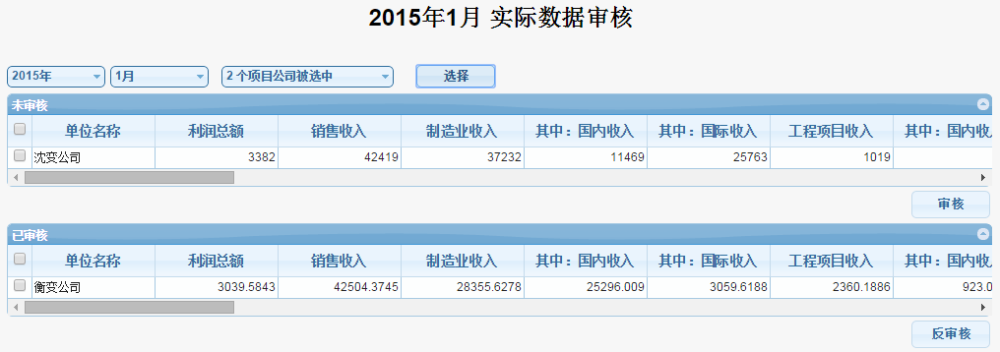 2015年1月 实际数据审核
2015年 1月 2 个项目公司被选中 选择
未审核
单位名称 利润总额 销售收入 制造业收入 其中：国内收入 其中：国际收入 工程项目收入 其中：国内收
沈变公司 3382 42419 37232 11469 25763 1019
审核
已审核
单位名称 利润总额 销售收入 制造业收入 其中：国内收入 其中：国际收入 工程项目收入 其中：国内收
衡变公司 3039.5843 42504.3745 28355.6278 25296.009 3059.6188 2360.1886 923.0
反审核